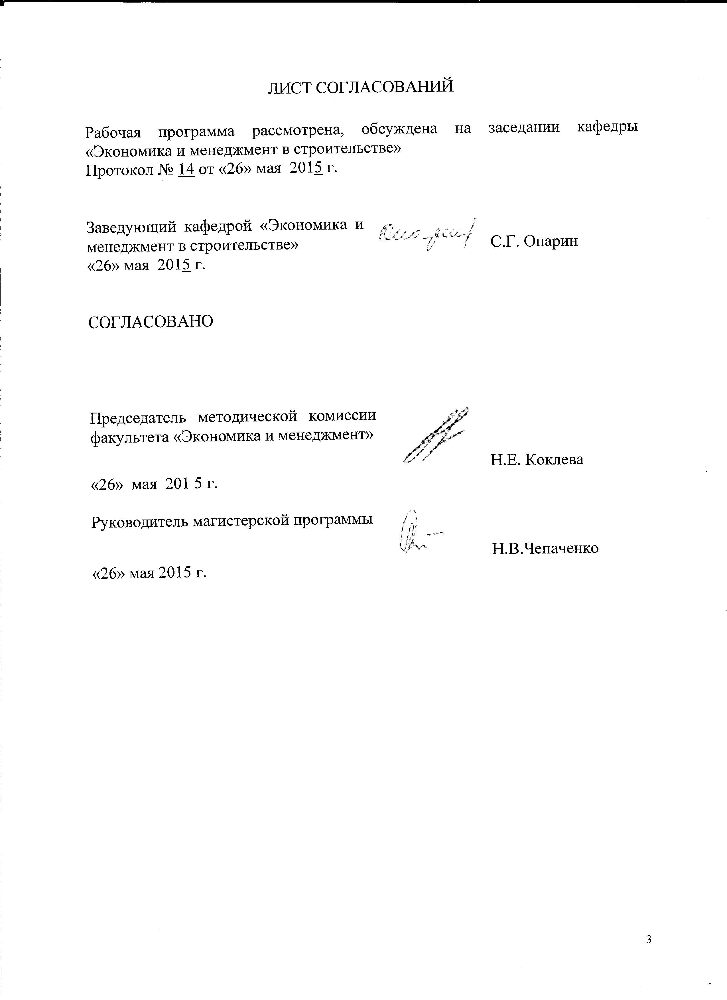 ЛИСТ СОГЛАСОВАНИЙ
Рабочая программа рассмотрена, обсуждена на заседании кафедры
«Экономика и менеджмент в строительстве»
Протокол № 14 от «26» мая 2015 г.
Заведующий кафедрой «Экономика и
менеджмент в строительстве»
С.Г. Опарин
«26» мая 2015 г.
СОГЛАСОВАНО
Председатель методической комиссии
факультета «Экономика и менеджмент»
Н.Е. Коклева
«26» мая 201 5 г.
Руководитель магистерской программы
Н.В.Чепаченко
«26» мая 2015 г.
3